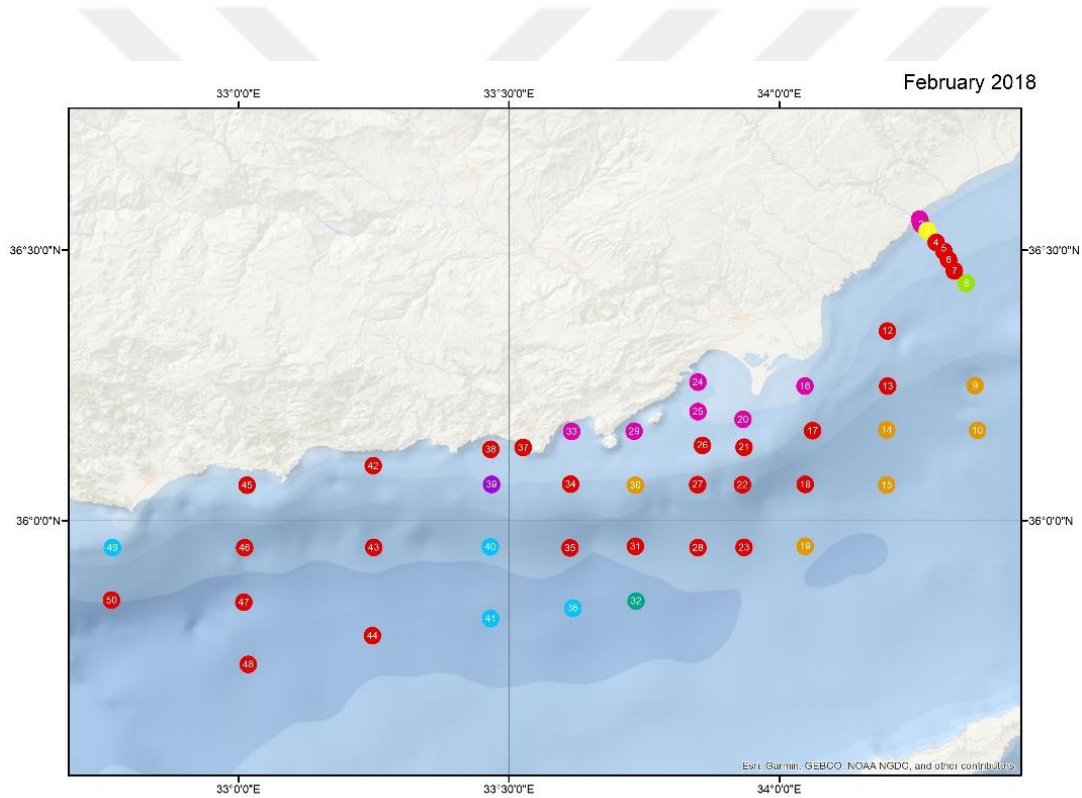 February 2018
33°0'0"E 33°30'0"E 34°0'0"E
2
4
36°30'0"N 5 36°30'0"N
6
7
8
12
24 16 13 9
25
20
33 29 17 14 10
38 37 26 21
42
45 39 34 30 27 22 18 15
36°0'0"N 36°0'0"N
49 46 43 40 35 31 28 23 19
50 47 32
41 36
44
48
Esri, Garmin, GEBCO, NOAA NGDC, and other contributors
33°0'0"E 33°30'0"E 34°0'0"E